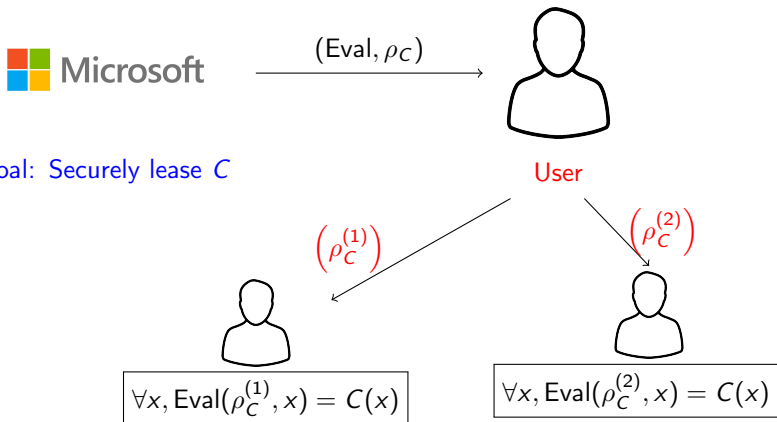 (Eval, ρ_C)
Microsoft
oal: Securely lease C
User
(ρ_C^{(1)})
(ρ_C^{(2)})
∀x, Eval(ρ_C^{(1)}, x) = C(x)
∀x, Eval(ρ_C^{(2)}, x) = C(x)